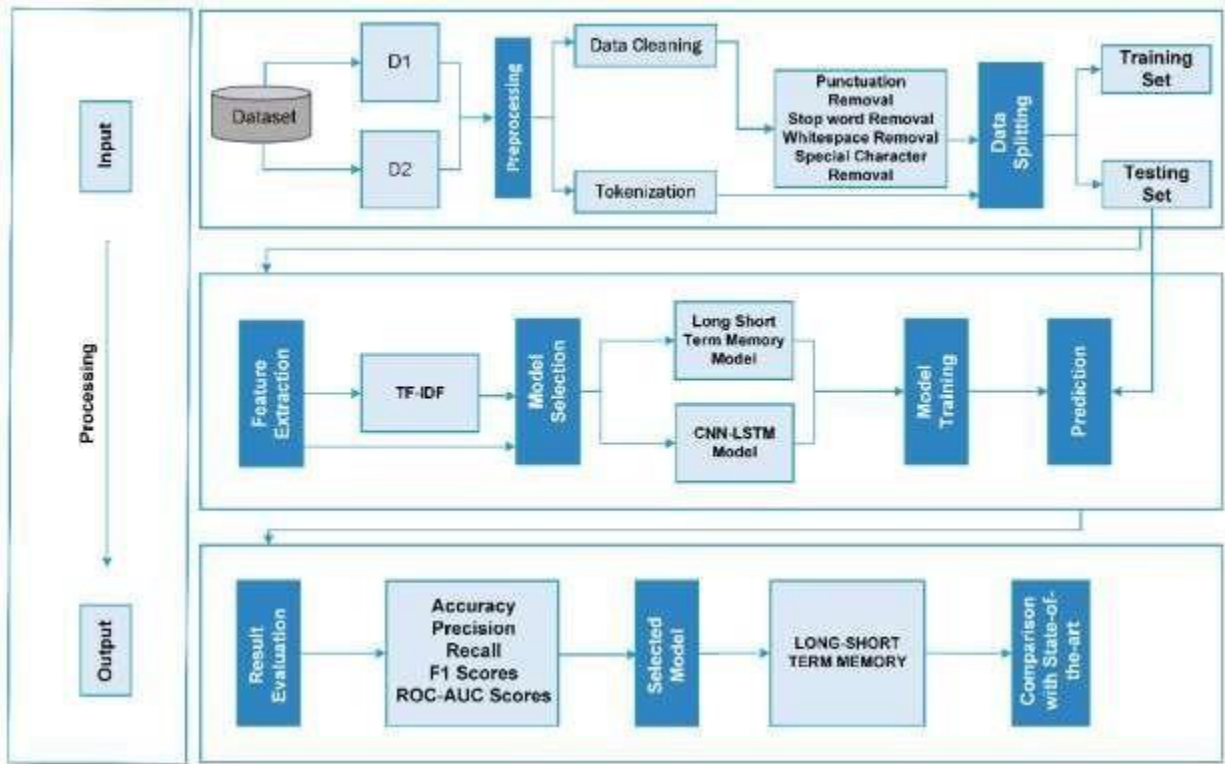 Input
Processing
Output
Dataset
D1
D2
Preprocessing
Data Cleaning
Tokenization
Punctuation
Removal
Stop word Removal
Whitespace Removal
Special Character
Removal
Data
Splitting
Training
Set
Testing
Set
Feature
Extraction
TF-IDF
Model
Selection
Long Short
Term Memory
Model
CNN-LSTM
Model
Model
Training
Prediction
Result
Evaluation
Accuracy
Precision
Recall
F1 Scores
ROC-AUC Scores
Selected
Model
LONG-SHORT
TERM MEMORY
Comparison
with State-of-
the-art